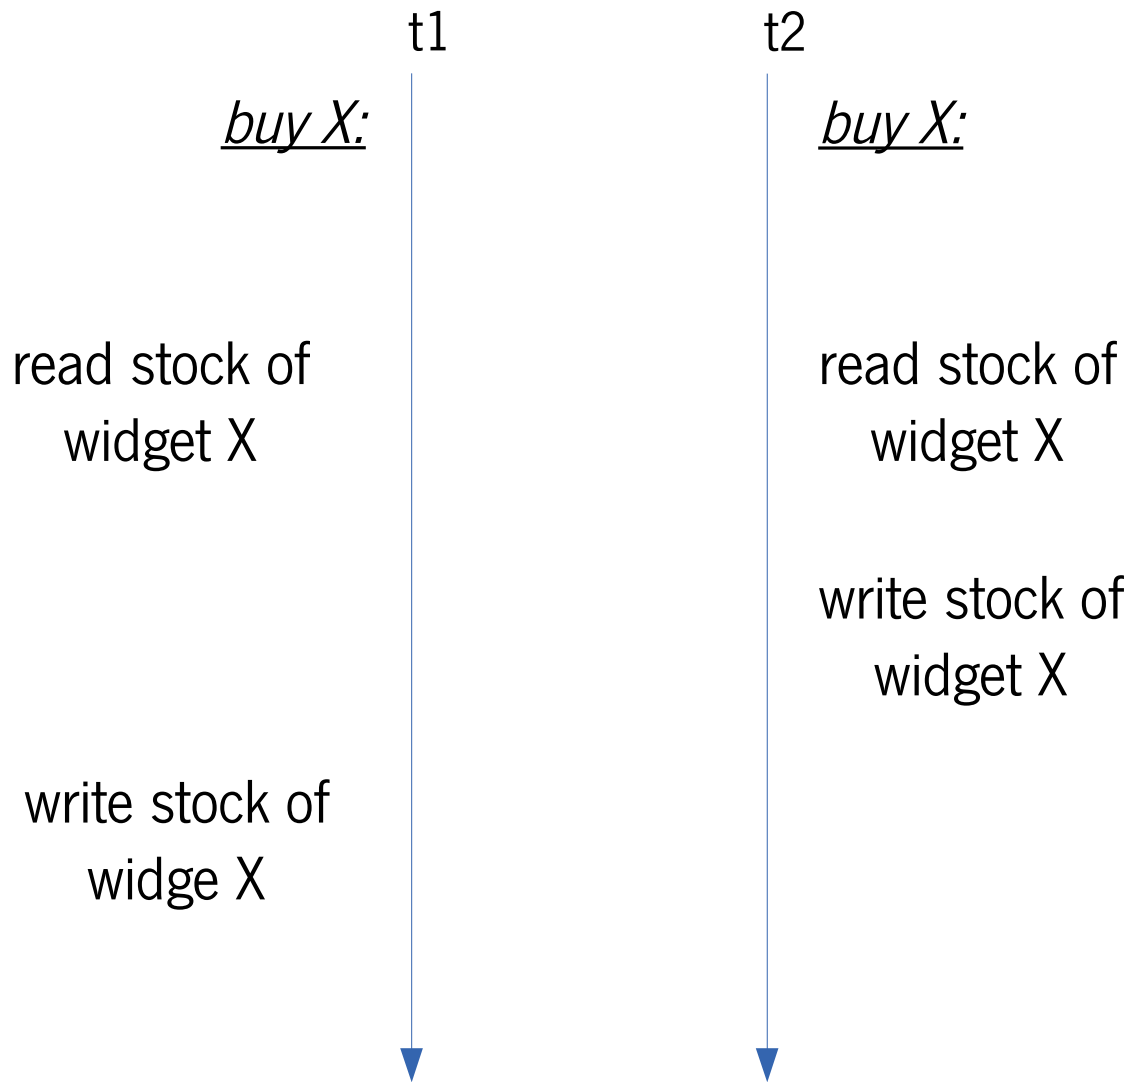 t1
t2
buy X:
buy X:
read stock of
widget X
read stock of
widget X
write stock of
widget X
write stock of
widge X